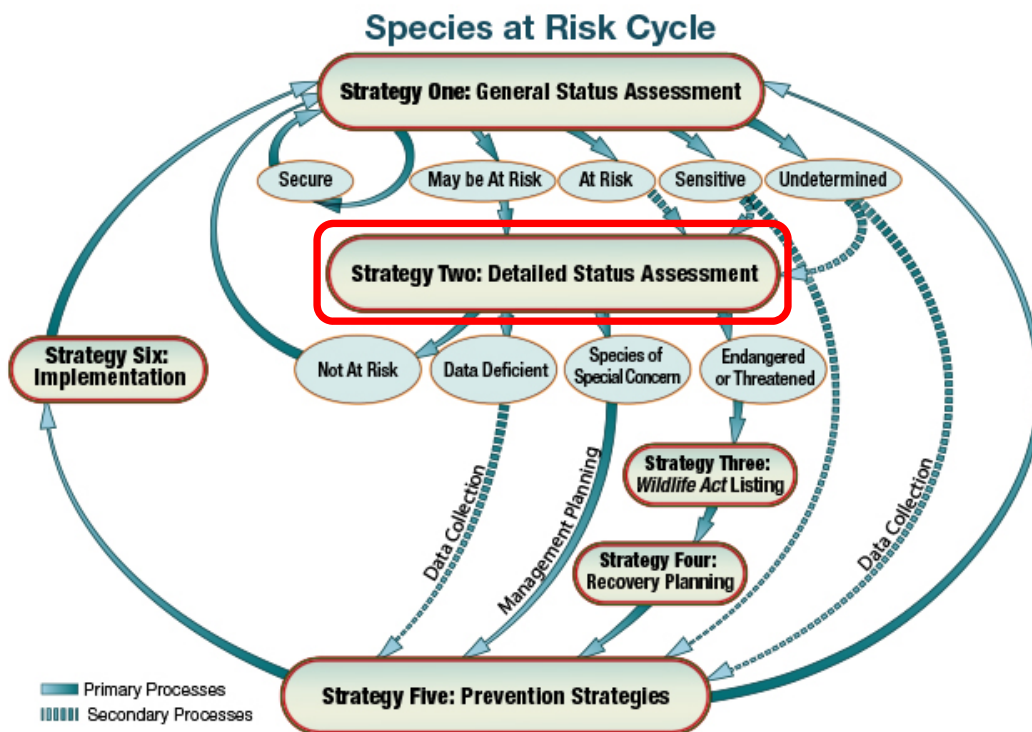 Species at Risk Cycle
Strategy One: General Status Assessment
Secure
May be At Risk
At Risk
Sensitive
Undetermined
Strategy Two: Detailed Status Assessment
Strategy Six:
Implementation
Not At Risk
Data Deficient
Species of
Special Concern
Endangered
or Threatened
Strategy Three:
Wildlife Act Listing
Data Collection
Management Planning
Data Collection
Strategy Four:
Recovery Planning
Strategy Five: Prevention Strategies
Primary Processes
Secondary Processes